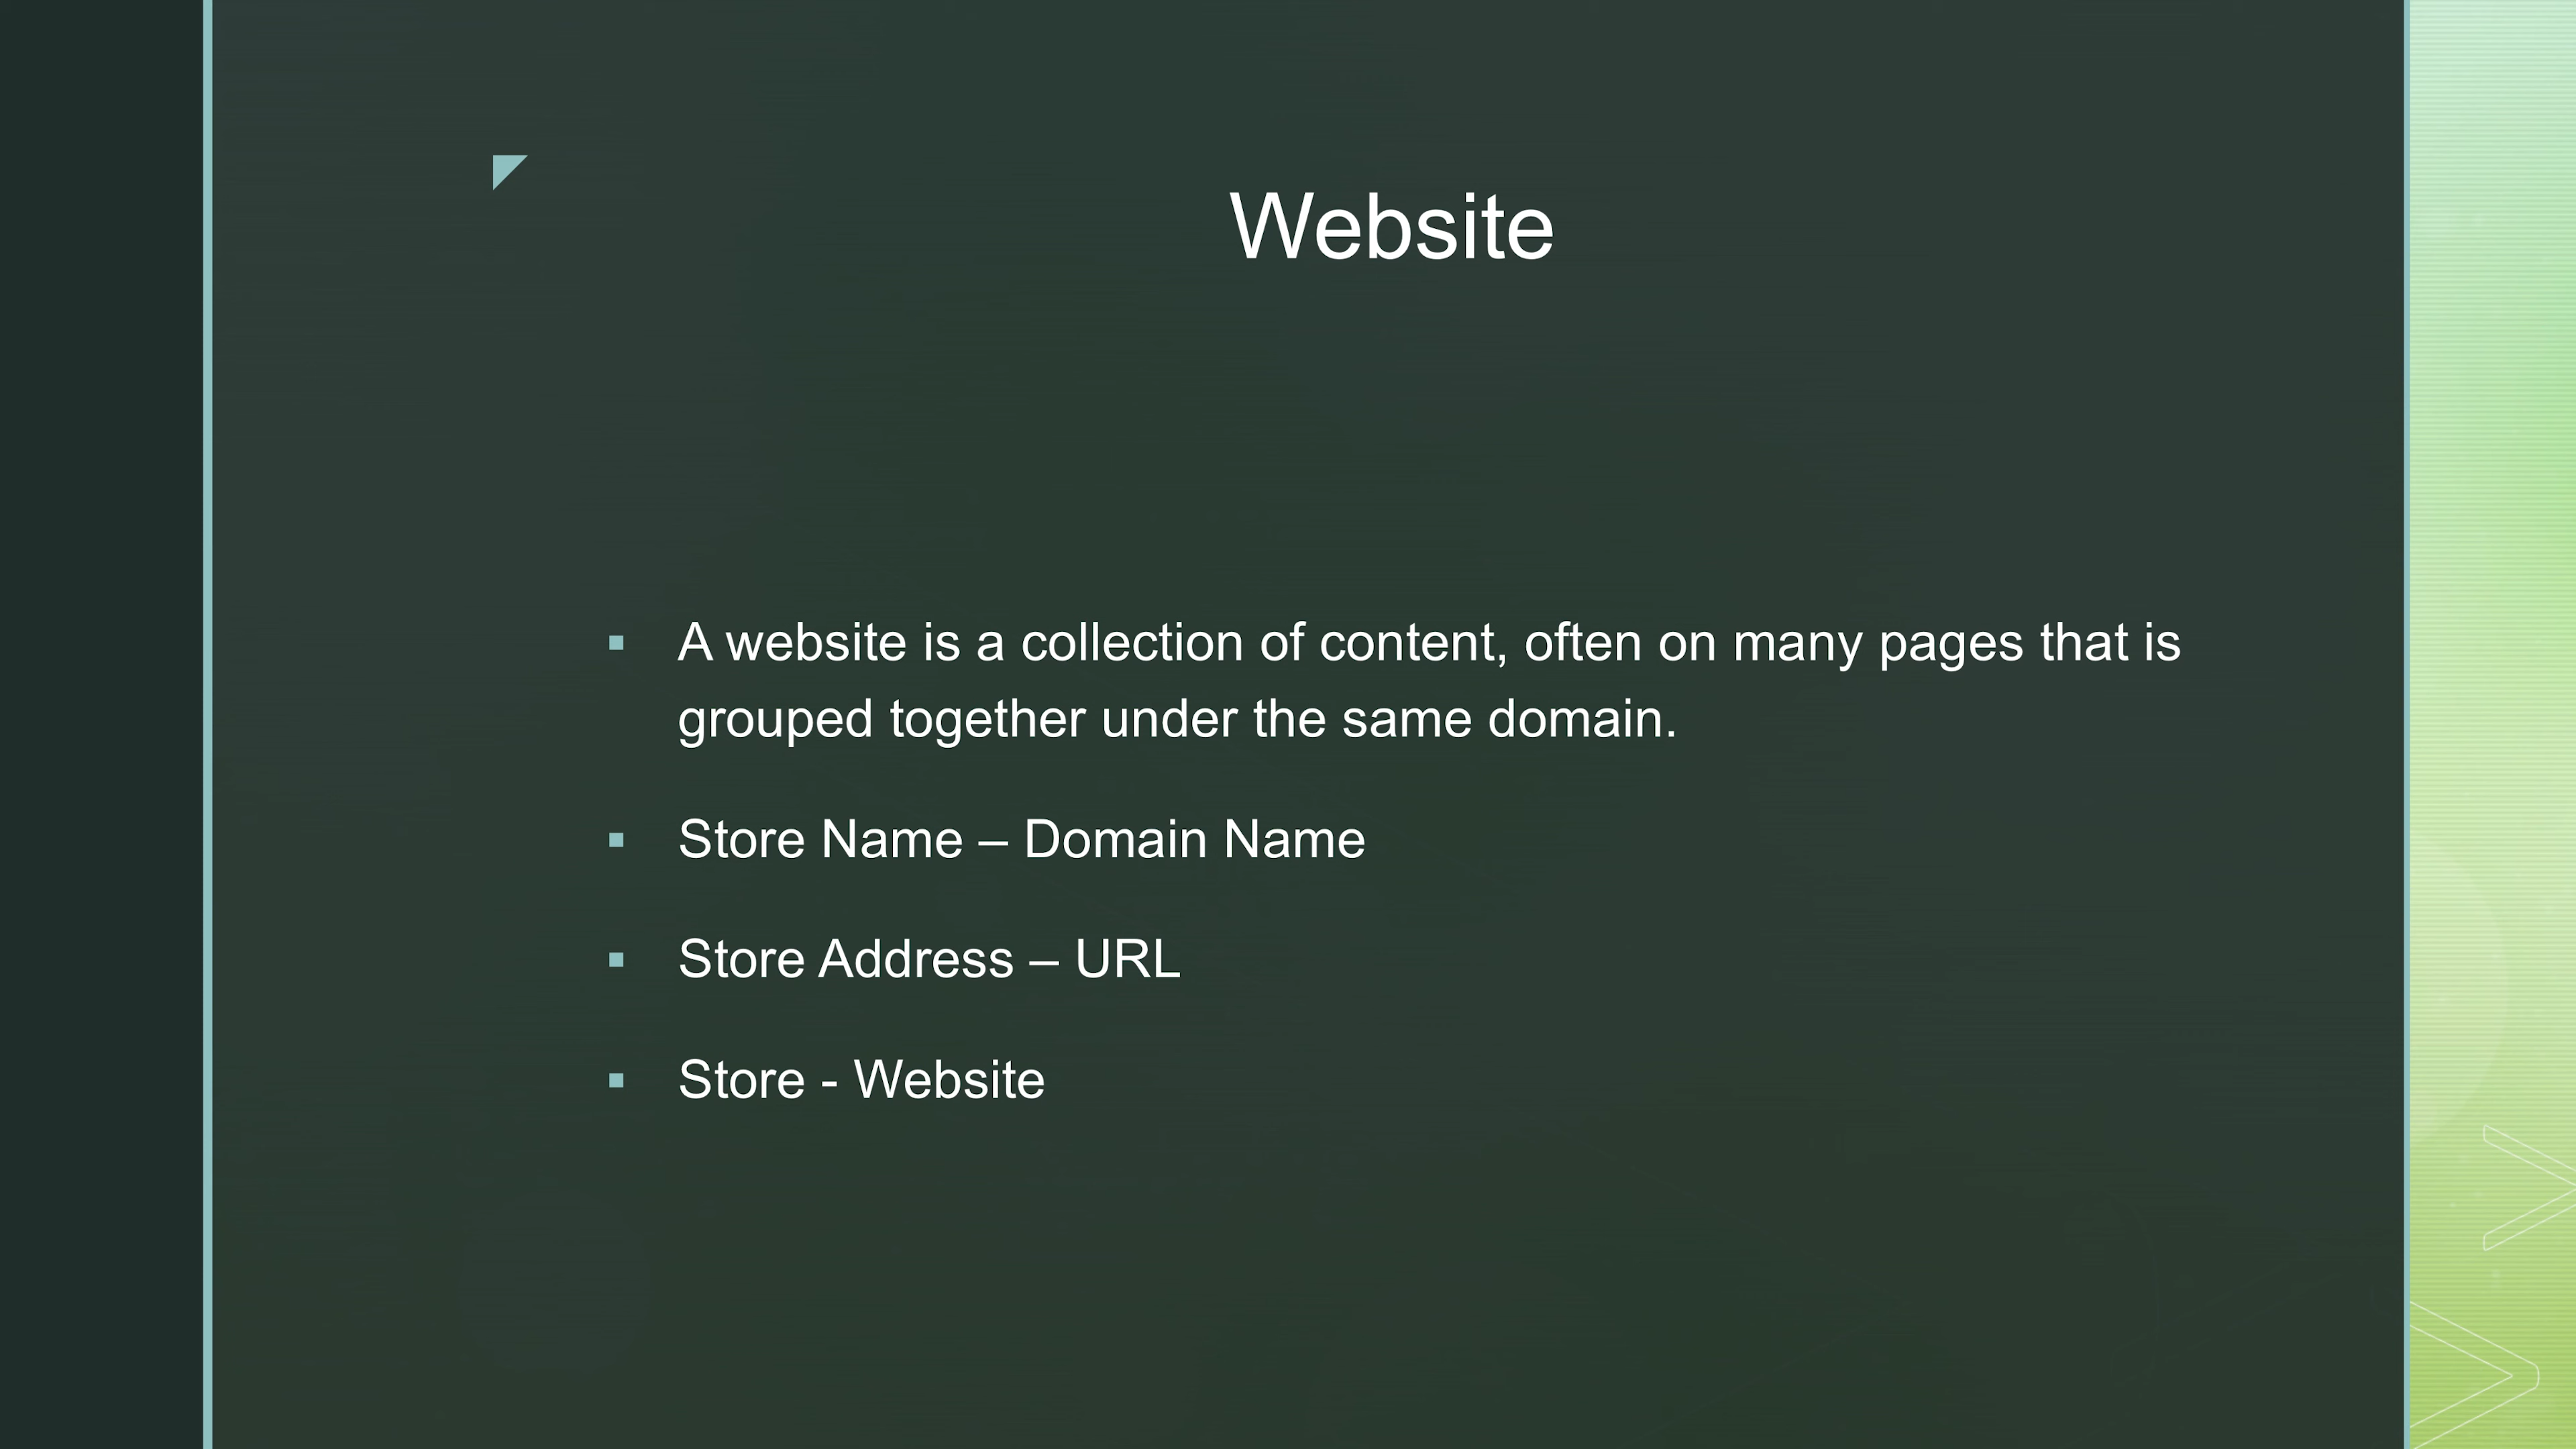 Website
A website is a collection of content, often on many pages that is
grouped together under the same domain.
Store Name – Domain Name
Store Address – URL
Store - Website